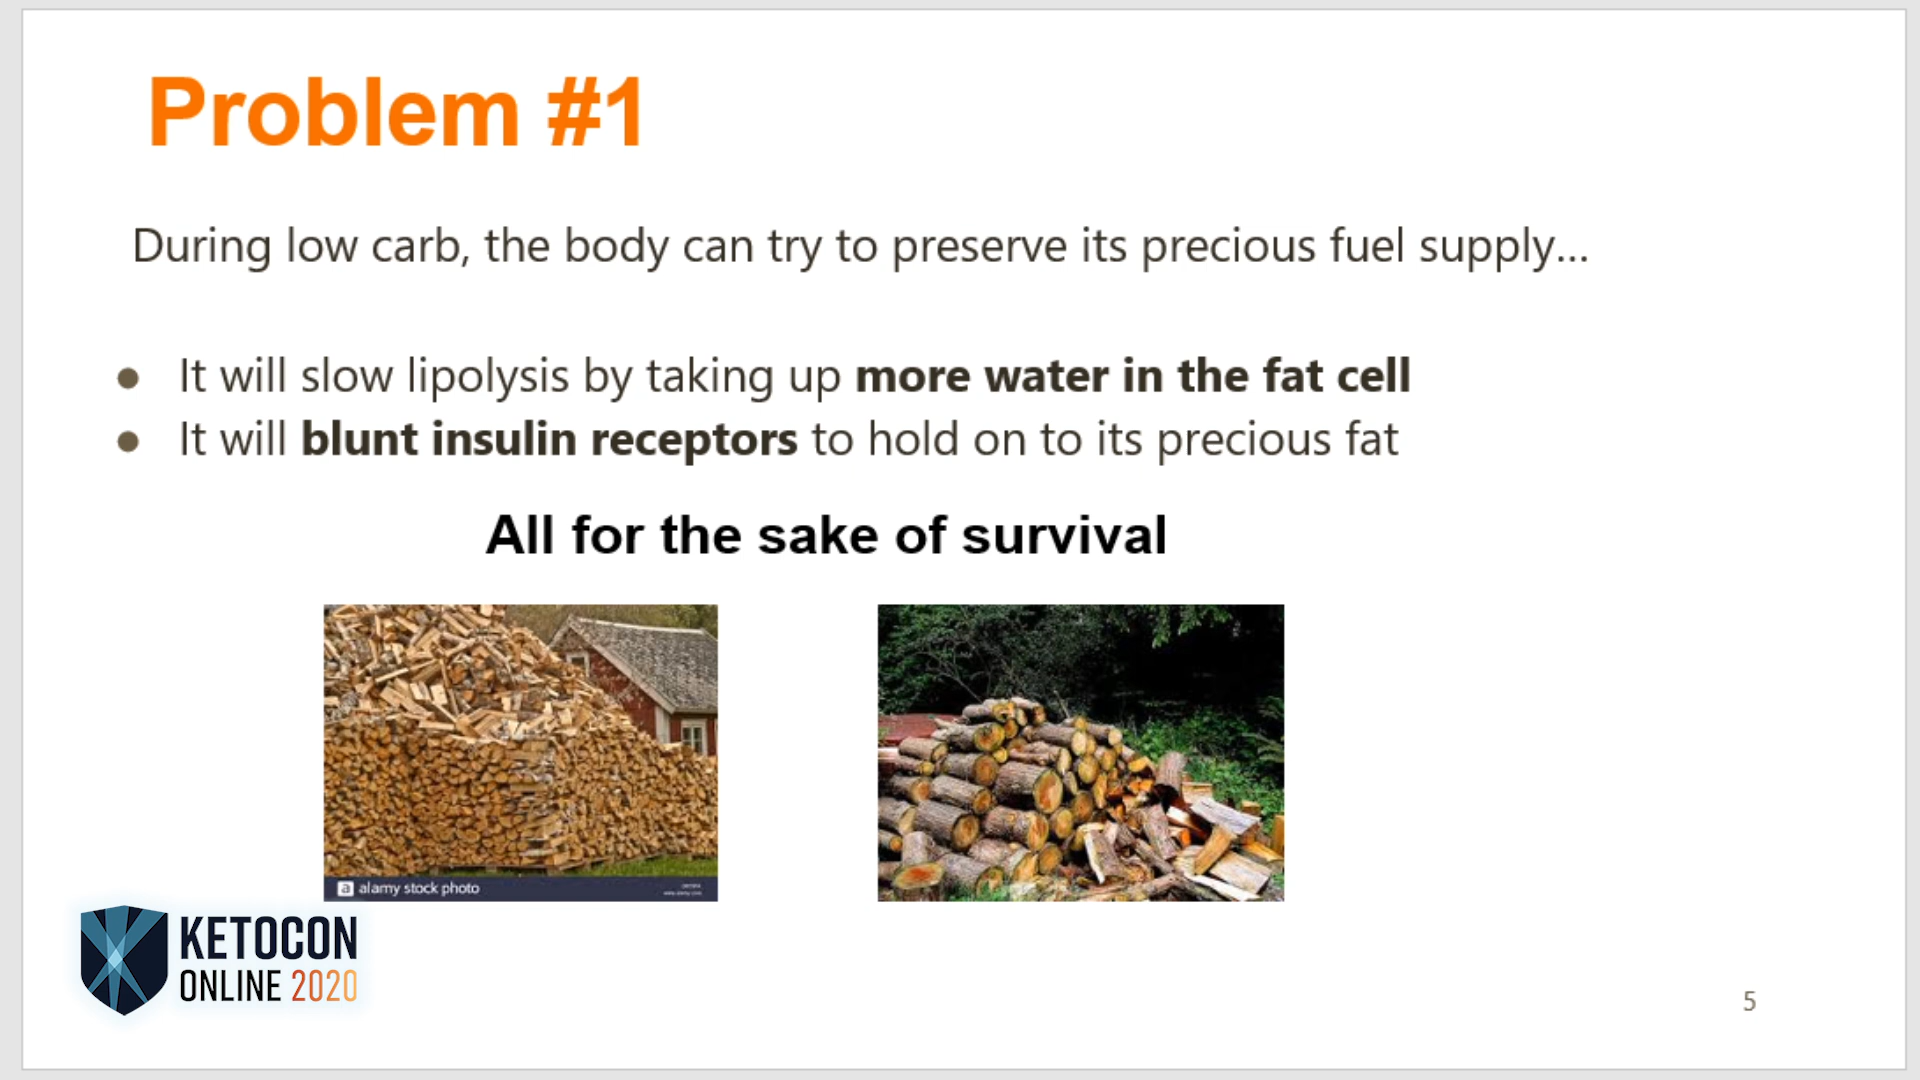 Problem #1
During low carb, the body can try to preserve its precious fuel supply...
● It will slow lipolysis by taking up more water in the fat cell
● It will blunt insulin receptors to hold on to its precious fat
All for the sake of survival
a alamy stock photo
KETOCON
ONLINE 2020
5